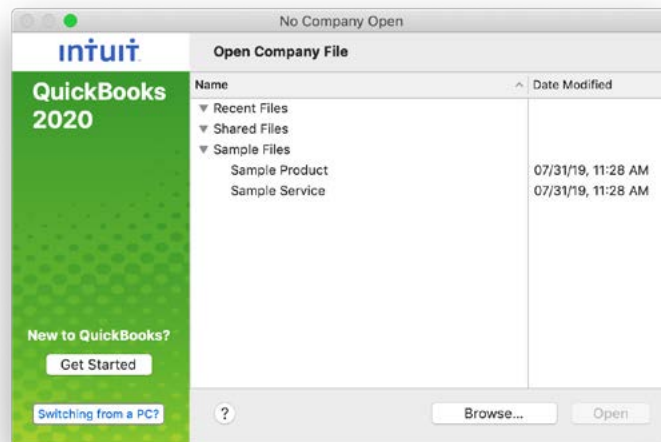 No Company Open
intuit
Open Company File
QuickBooks
2020
Name
Date Modified
Recent Files
Shared Files
Sample Files
Sample Product 07/31/19, 11:28 AM
Sample Service 07/31/19, 11:28 AM
New to QuickBooks?
Get Started
Switching from a PC?
?
Browse...
Open